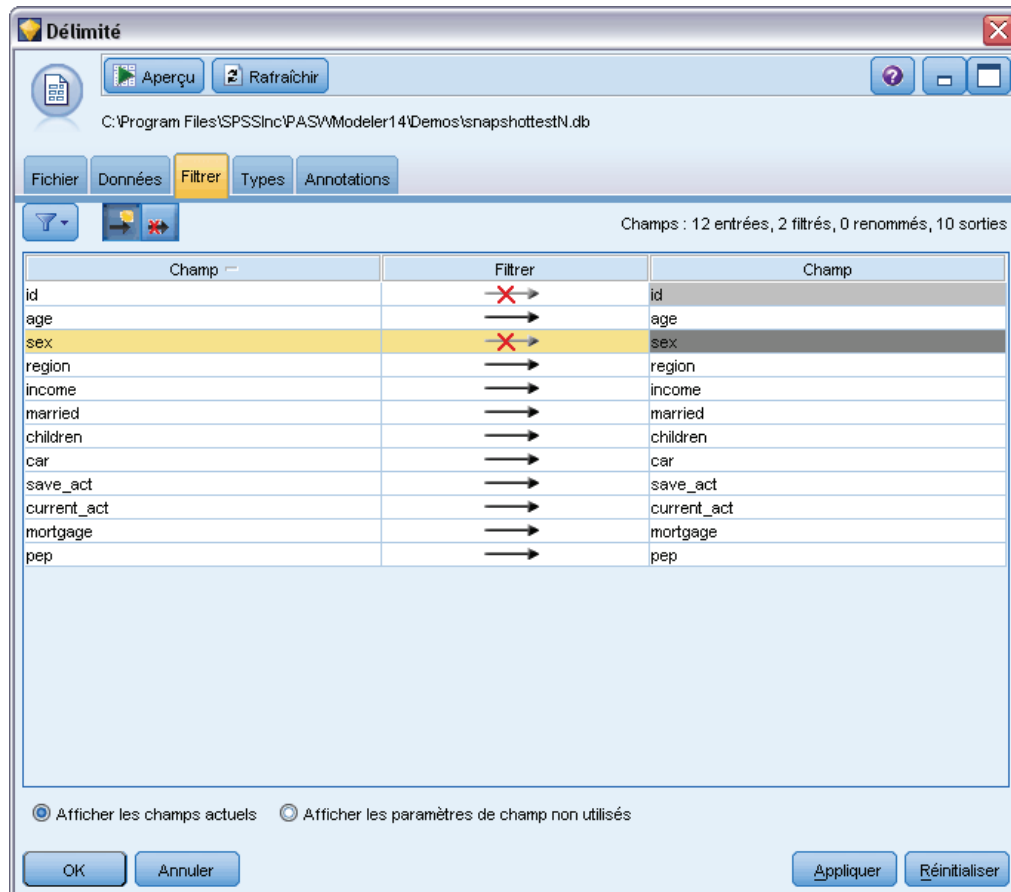 Délimité
Aperçu Rafraîchir
C:\Program Files\SPSSInc\PASWModeler14\Demos\snapshottestN.db
Fichier Données Filtrer Types Annotations
Champs : 12 entrées, 2 filtrés, 0 renommés, 10 sorties
Champ Filtrer Champ
id id
age age
sex sex
region region
income income
married married
children children
car car
save_act save_act
current_act current_act
mortgage mortgage
pep pep
Afficher les champs actuels Afficher les paramètres de champ non utilisés
OK Annuler Appliquer Réinitialiser